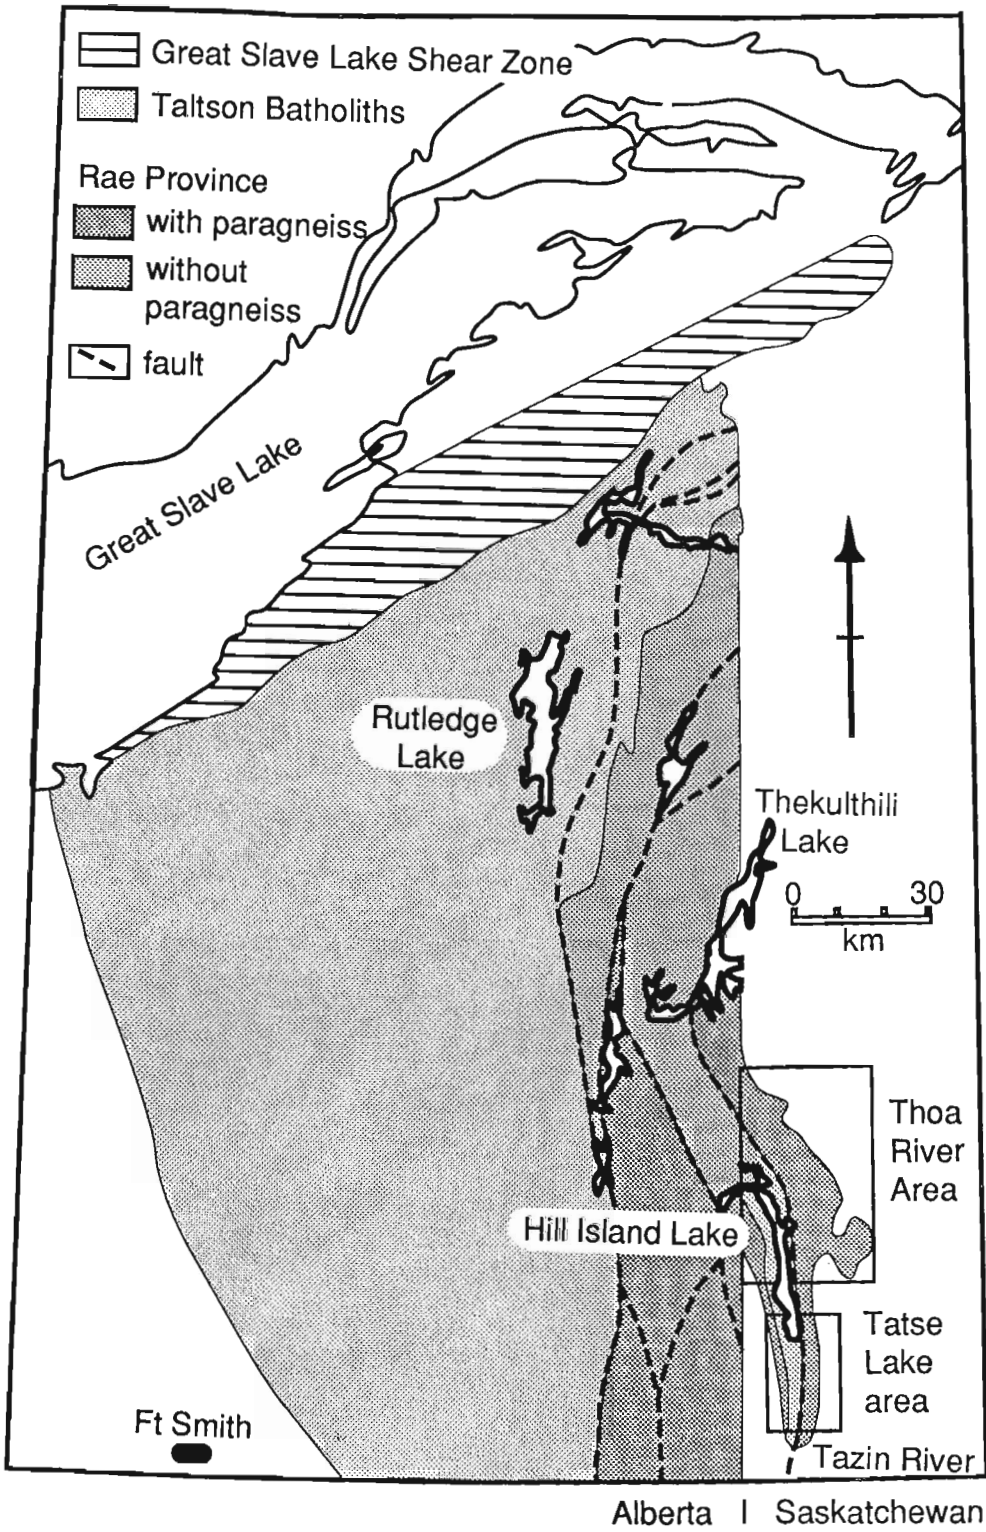 Great Slave Lake Shear Zone
Taltson Batholiths
Rae Province
with paragneiss
without
paragneiss
fault
Great Slave Lake
Rutledge
Lake
Thekulthili
Lake
0 30
km
Thoa
River
Area
Hill Island Lake
Tatse
Lake
area
Ft Smith
Tazin River
Alberta | Saskatchewan